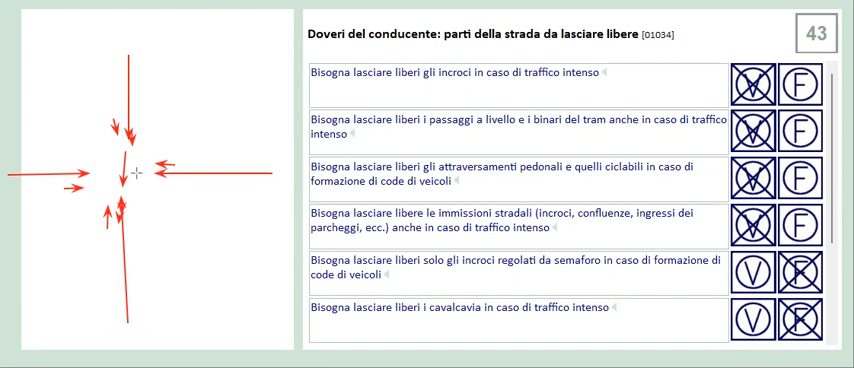 Doveri del conducente: parti della strada da lasciare libere [01034]
43
Bisogna lasciare liberi gli incroci in caso di traffico intenso
V F
Bisogna lasciare liberi i passaggi a livello e i binari del tram anche in caso di traffico
intenso
V F
Bisogna lasciare liberi gli attraversamenti pedonali e quelli ciclabili in caso di
formazione di code di veicoli
V F
Bisogna lasciare libere le immissioni stradali (incroci, confluenze, ingressi dei
parcheggi, ecc.) anche in caso di traffico intenso
V F
Bisogna lasciare liberi solo gli incroci regolati da semaforo in caso di formazione di
code di veicoli
V F
Bisogna lasciare liberi i cavalcavia in caso di traffico intenso
V F